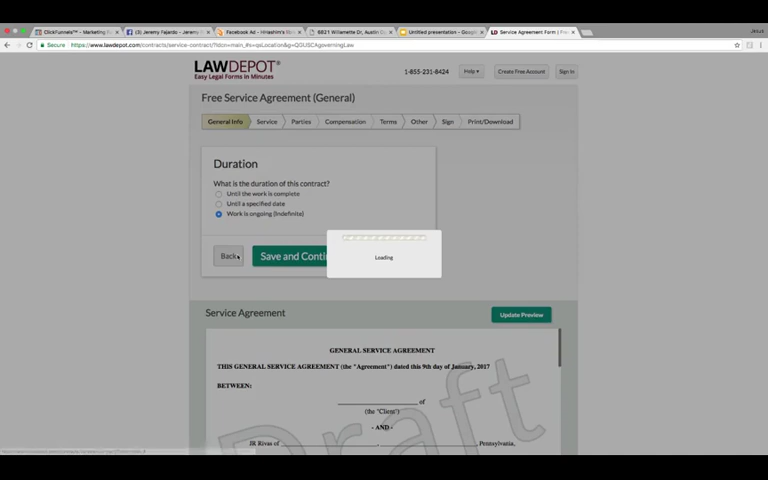 ClickFunnels™ - Marketing Fu
(3) Jeremy Fajardo - Jeremy C
Facebook Ad - Hirashim's Mi
6821 Willamette Dr, Austin
Untitled presentation - Google
LD Service Agreement Form | Free
Secure https://www.lawdepot.com/contracts/service-contract/
LAWDEPOT®
Easy Legal Forms in Minutes
1-855-231-8424
Help
Create Free Account
Sign In
Free Service Agreement (General)
General Info
Service
Parties
Compensation
Terms
Other
Sign
Print/Download
Duration
What is the duration of this contract?
Until the work is complete
Until a specified date
Work is ongoing (Indefinite)
Back
Save and Conti
Loading
Service Agreement
Update Preview
GENERAL SERVICE AGREEMENT
THIS GENERAL SERVICE AGREEMENT (the "Agreement") dated this 9th day of January, 2017
BETWEEN:
of
(the "Client")
- AND -
JR Rivas of , , Pennsylvania,
Draft